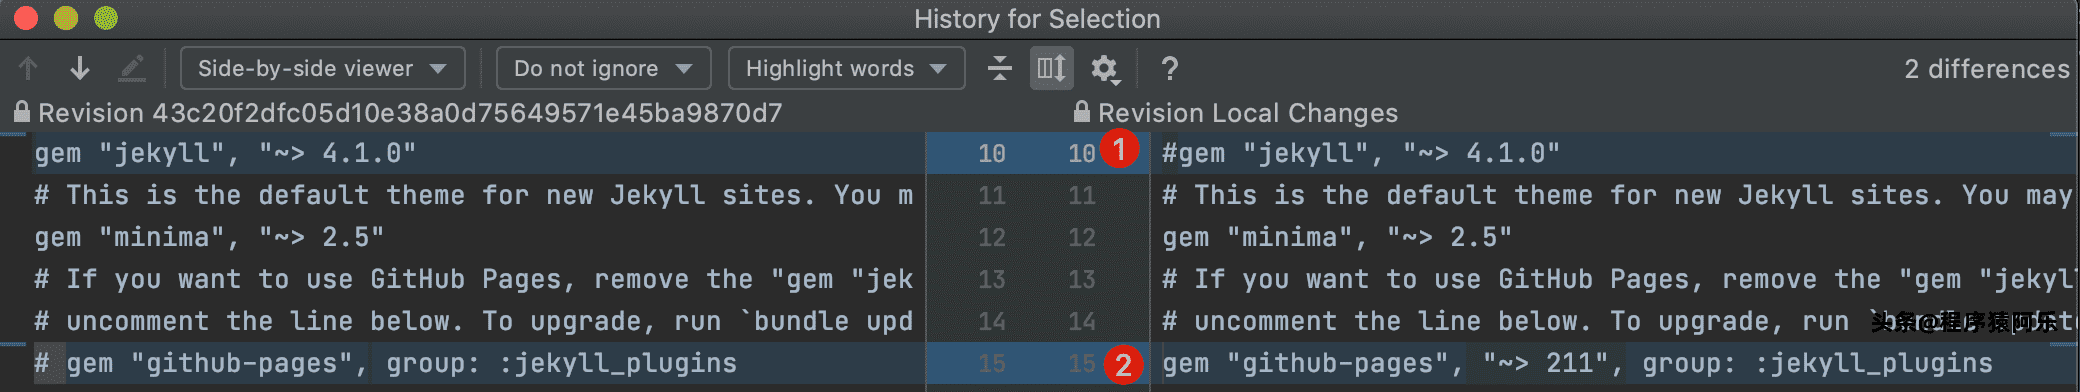 History for Selection
Side-by-side viewer Do not ignore Highlight words ? 2 differences
Revision 43c20f2dfc05d10e38a0d75649571e45ba9870d7 Revision Local Changes
gem "jekyll", "~> 4.1.0" 10 10 1 #gem "jekyll", "~> 4.1.0"
# This is the default theme for new Jekyll sites. You m 11 11 # This is the default theme for new Jekyll sites. You may
gem "minima", "~> 2.5" 12 12 gem "minima", "~> 2.5"
# If you want to use GitHub Pages, remove the "gem "jek 13 13 # If you want to use GitHub Pages, remove the "gem "jekyll
# uncomment the line below. To upgrade, run `bundle upd 14 14 # uncomment the line below. To upgrade, run
头条@程序猿阿乐
# gem "github-pages", group: :jekyll_plugins 15 15 2 gem "github-pages", "~> 211", group: :jekyll_plugins